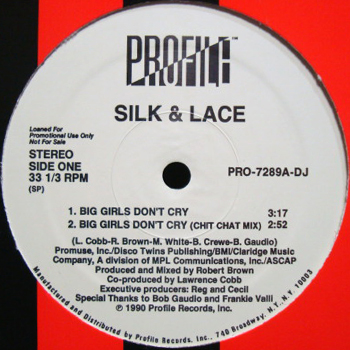 PROFILE
SILK & LACE
Loaned For
Promotional Use Only
Not For Sale
STEREO
SIDE ONE
33 1/3 RPM
(SP)
PRO-7289A-DJ
1. BIG GIRLS DON'T CRY 3:17
2. BIG GIRLS DON'T CRY (CHIT CHAT MIX) 2:52
(L. Cobb-R. Brown-M. White-B. Crewe-B. Gaudio)
Promuse, Inc./Disco Twins Publishing/BMI/Claridge Music
Company, A division of MPL Communications, Inc./ASCAP
Produced and Mixed by Robert Brown
Co-produced by Lawrence Cobb
Executive producers: Reg and Cecil
Special Thanks to Bob Gaudio and Frankie Valli
℗ 1990 Profile Records, Inc.
Manufactured and Distributed by Profile Records, Inc., 740 Broadway, N.Y., N.Y. 10003